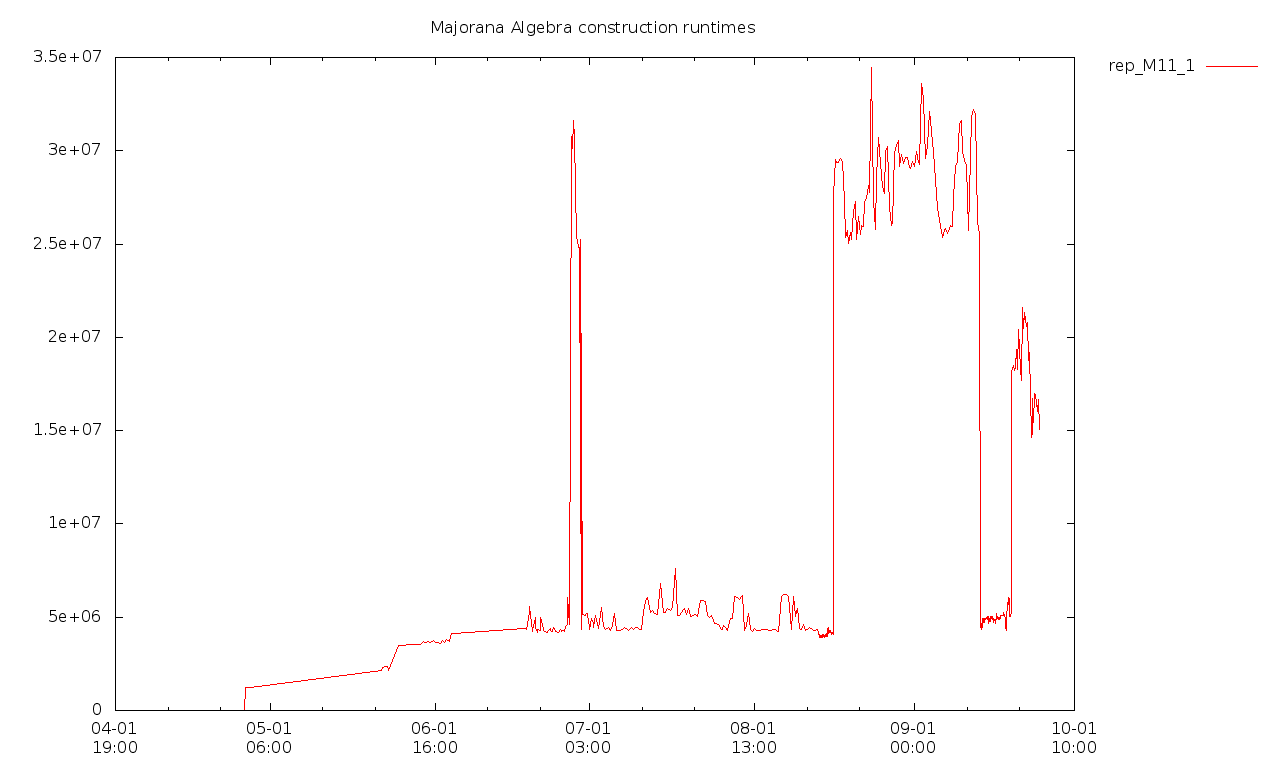 Majorana Algebra construction runtimes
rep_M11_1
3.5e+07
3e+07
2.5e+07
2e+07
1.5e+07
1e+07
5e+06
0
04-01 05-01 06-01 07-01 08-01 09-01 10-01
19:00 06:00 16:00 03:00 13:00 00:00 10:00